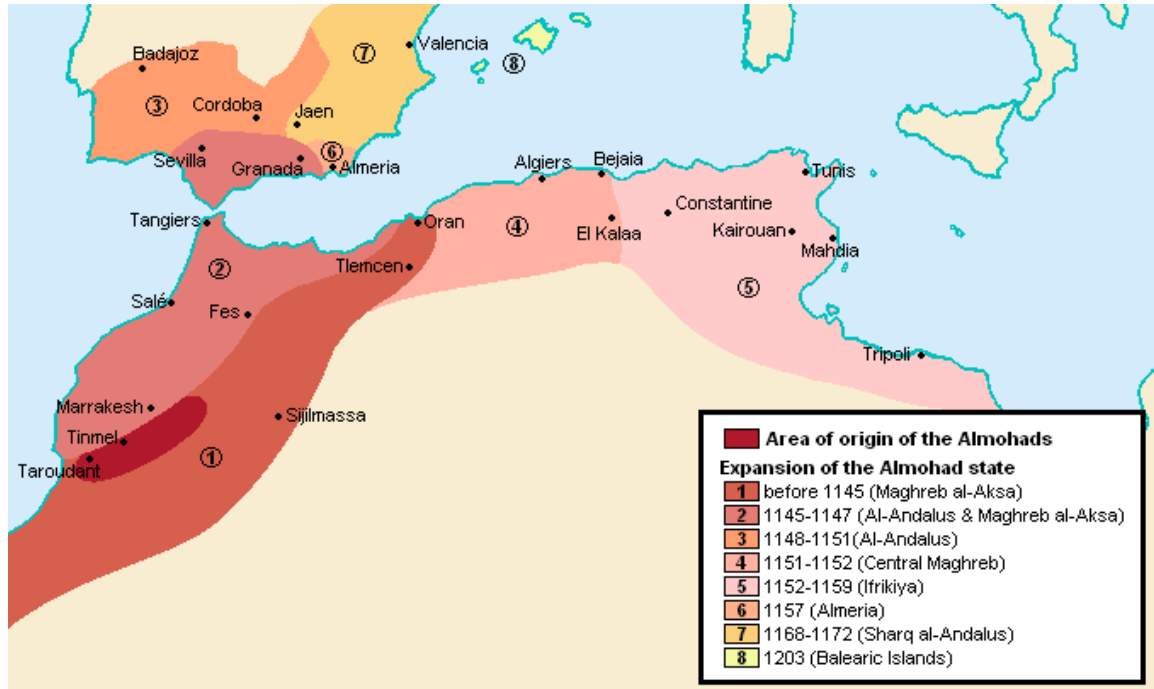 Badajoz
7
Valencia
8
3
Cordoba
Jaen
Sevilla
6
Granada
Almeria
Algiers
Bejaia
Tunis
Tangiers
Oran
4
Constantine
El Kalaa
Kairouan
Mahdia
2
Tlemcen
5
Salé
Fes
Tripoli
Marrakesh
Sijilmassa
Tinmel
1
Taroudant
Area of origin of the Almohads
Expansion of the Almohad state
1 before 1145 (Maghreb al-Aksa)
2 1145-1147 (Al-Andalus & Maghreb al-Aksa)
3 1148-1151(Al-Andalus)
4 1151-1152 (Central Maghreb)
5 1152-1159 (Ifrikiya)
6 1157 (Almeria)
7 1168-1172 (Sharq al-Andalus)
8 1203 (Balearic Islands)